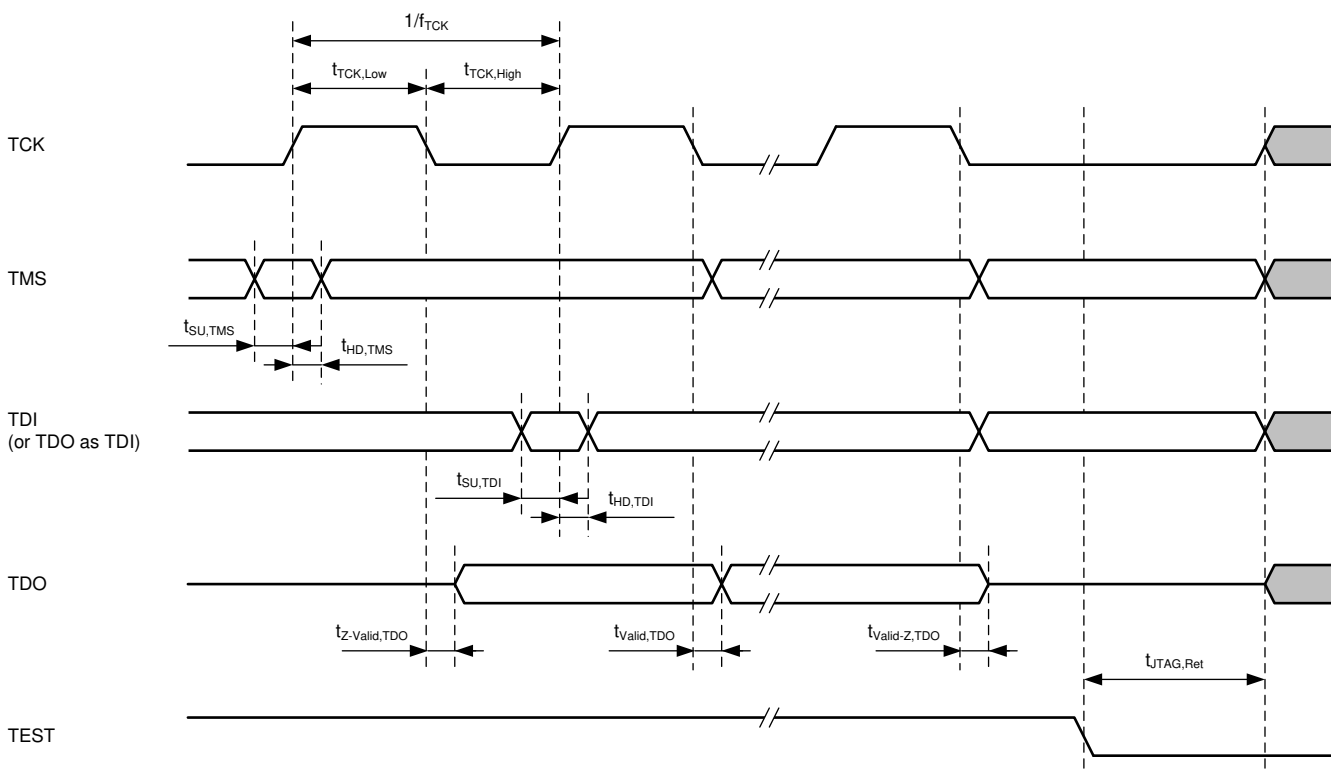 1/fTCK
tTCK,Low
tTCK,High
TCK
TMS
tSU,TMS
tHD,TMS
TDI
(or TDO as TDI)
tSU,TDI
tHD,TDI
TDO
tZ-Valid,TDO
tValid,TDO
tValid-Z,TDO
tJTAG,Ret
TEST